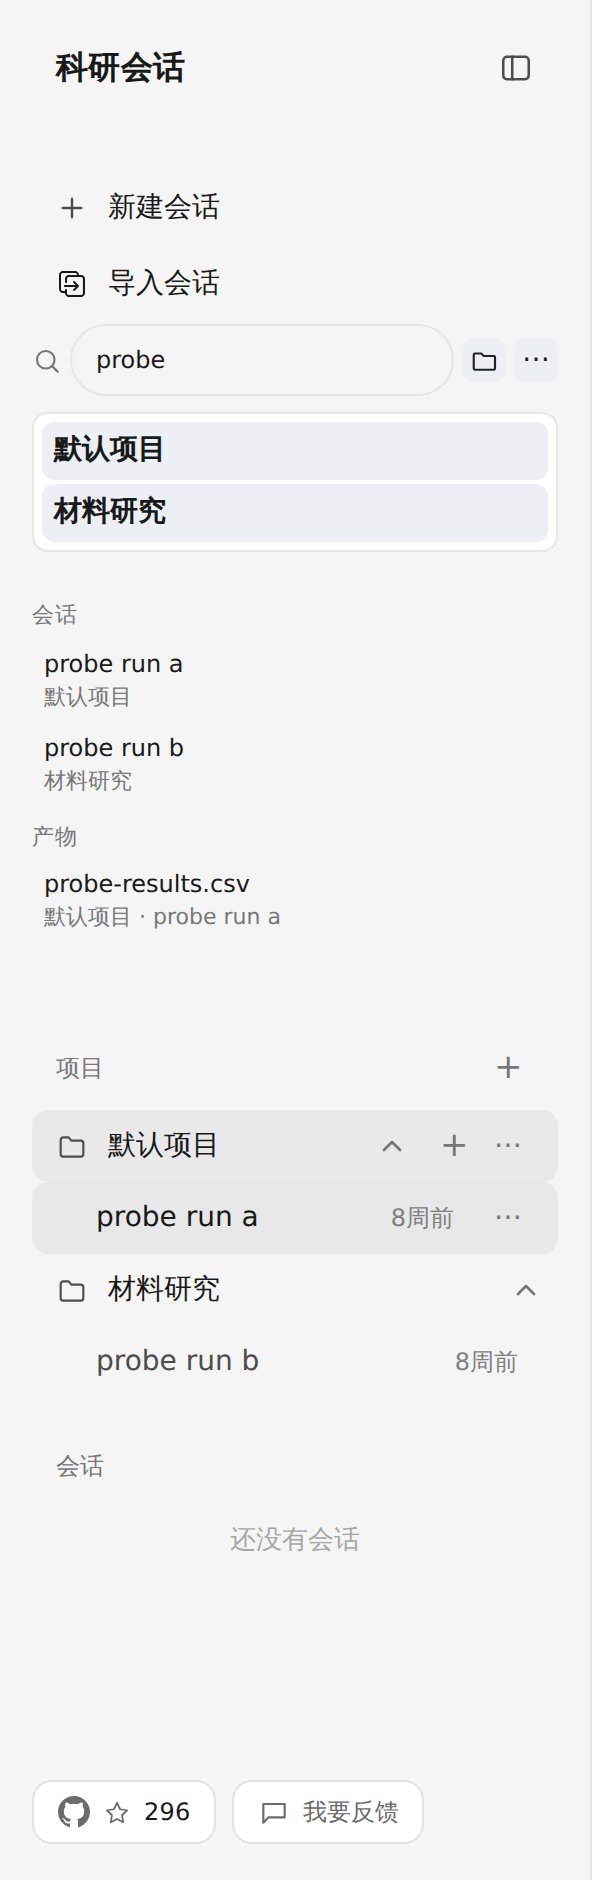 科研会话
新建会话
导入会话
probe
默认项目
材料研究
会话
probe run a
默认项目
probe run b
材料研究
产物
probe-results.csv
默认项目 · probe run a
项目
默认项目
probe run a 8周前
材料研究
probe run b 8周前
会话
还没有会话
296 我要反馈